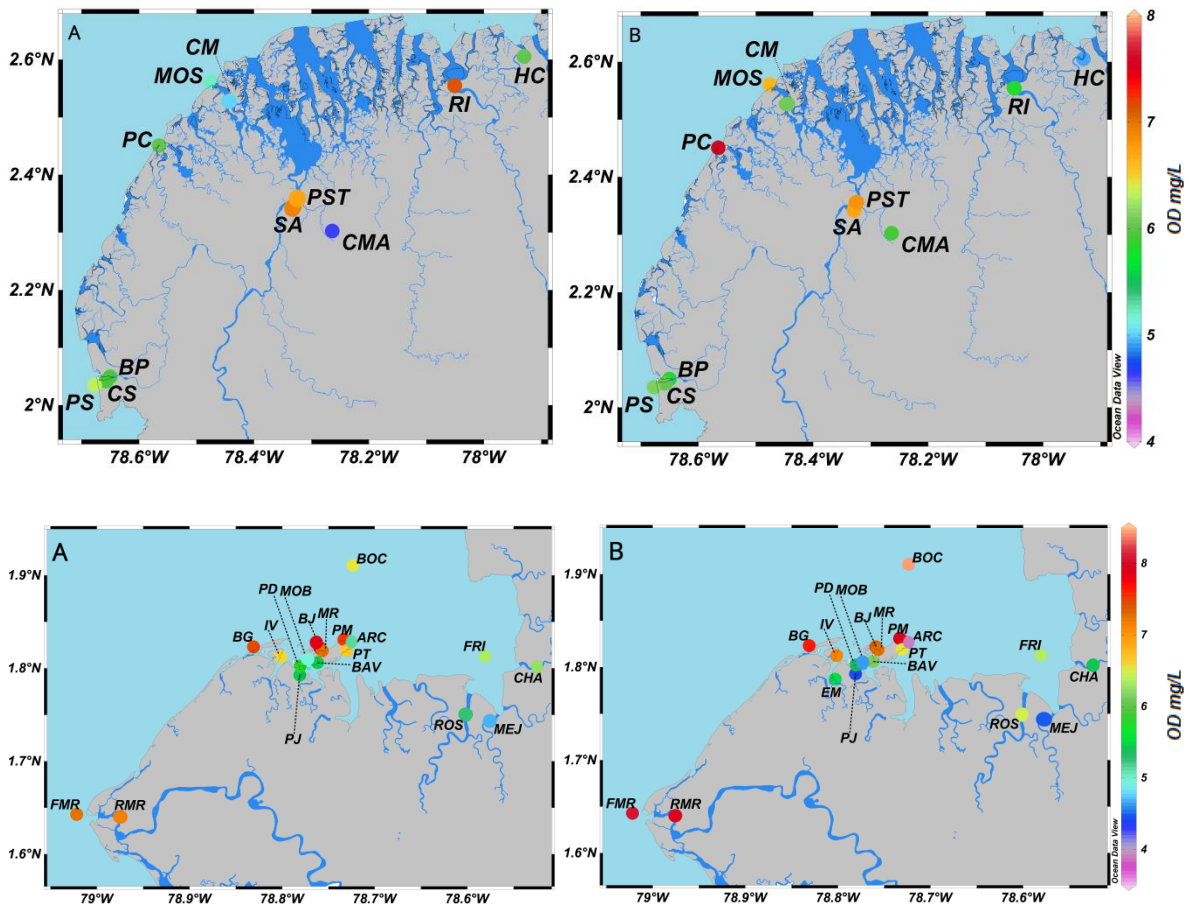 A
CM
MOS
HC
RI
PC
PST
SA
CMA
BP
CS
PS
2.6°N
2.4°N
2.2°N
2°N
78.6°W
78.4°W
78.2°W
78°W
B
CM
MOS
HC
RI
PC
PST
SA
CMA
BP
CS
PS
2.6°N
2.4°N
2.2°N
2°N
78.6°W
78.4°W
78.2°W
78°W
Ocean Data View
8
7
6
5
4
OD mg/L
A
BOC
PD
MOB
IV
BJ
MR
BG
PM
ARC
PT
BAV
PJ
FRI
CHA
ROS
MEJ
FMR
RMR
1.9°N
1.8°N
1.7°N
1.6°N
79°W
78.9°W
78.8°W
78.7°W
78.6°W
B
BOC
PD
MOB
IV
BJ
MR
BG
PM
ARC
PT
BAV
EM
PJ
FRI
CHA
ROS
MEJ
FMR
RMR
1.9°N
1.8°N
1.7°N
1.6°N
79°W
78.9°W
78.8°W
78.7°W
78.6°W
Ocean Data View
8
7
6
5
4
OD mg/L